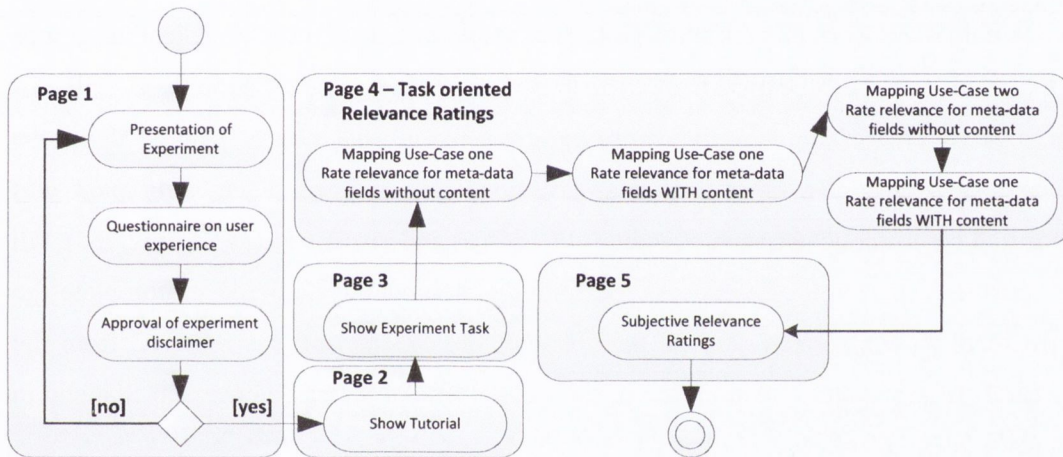 Page 1
Presentation of
Experiment
Questionnaire on user
experience
Approval of experiment
disclaimer
[no]
[yes]
Page 2
Show Tutorial
Page 3
Show Experiment Task
Page 4 – Task oriented
Relevance Ratings
Mapping Use-Case one
Rate relevance for meta-data
fields without content
Mapping Use-Case one
Rate relevance for meta-data
fields WITH content
Mapping Use-Case two
Rate relevance for meta-data
fields without content
Mapping Use-Case one
Rate relevance for meta-data
fields WITH content
Page 5
Subjective Relevance
Ratings